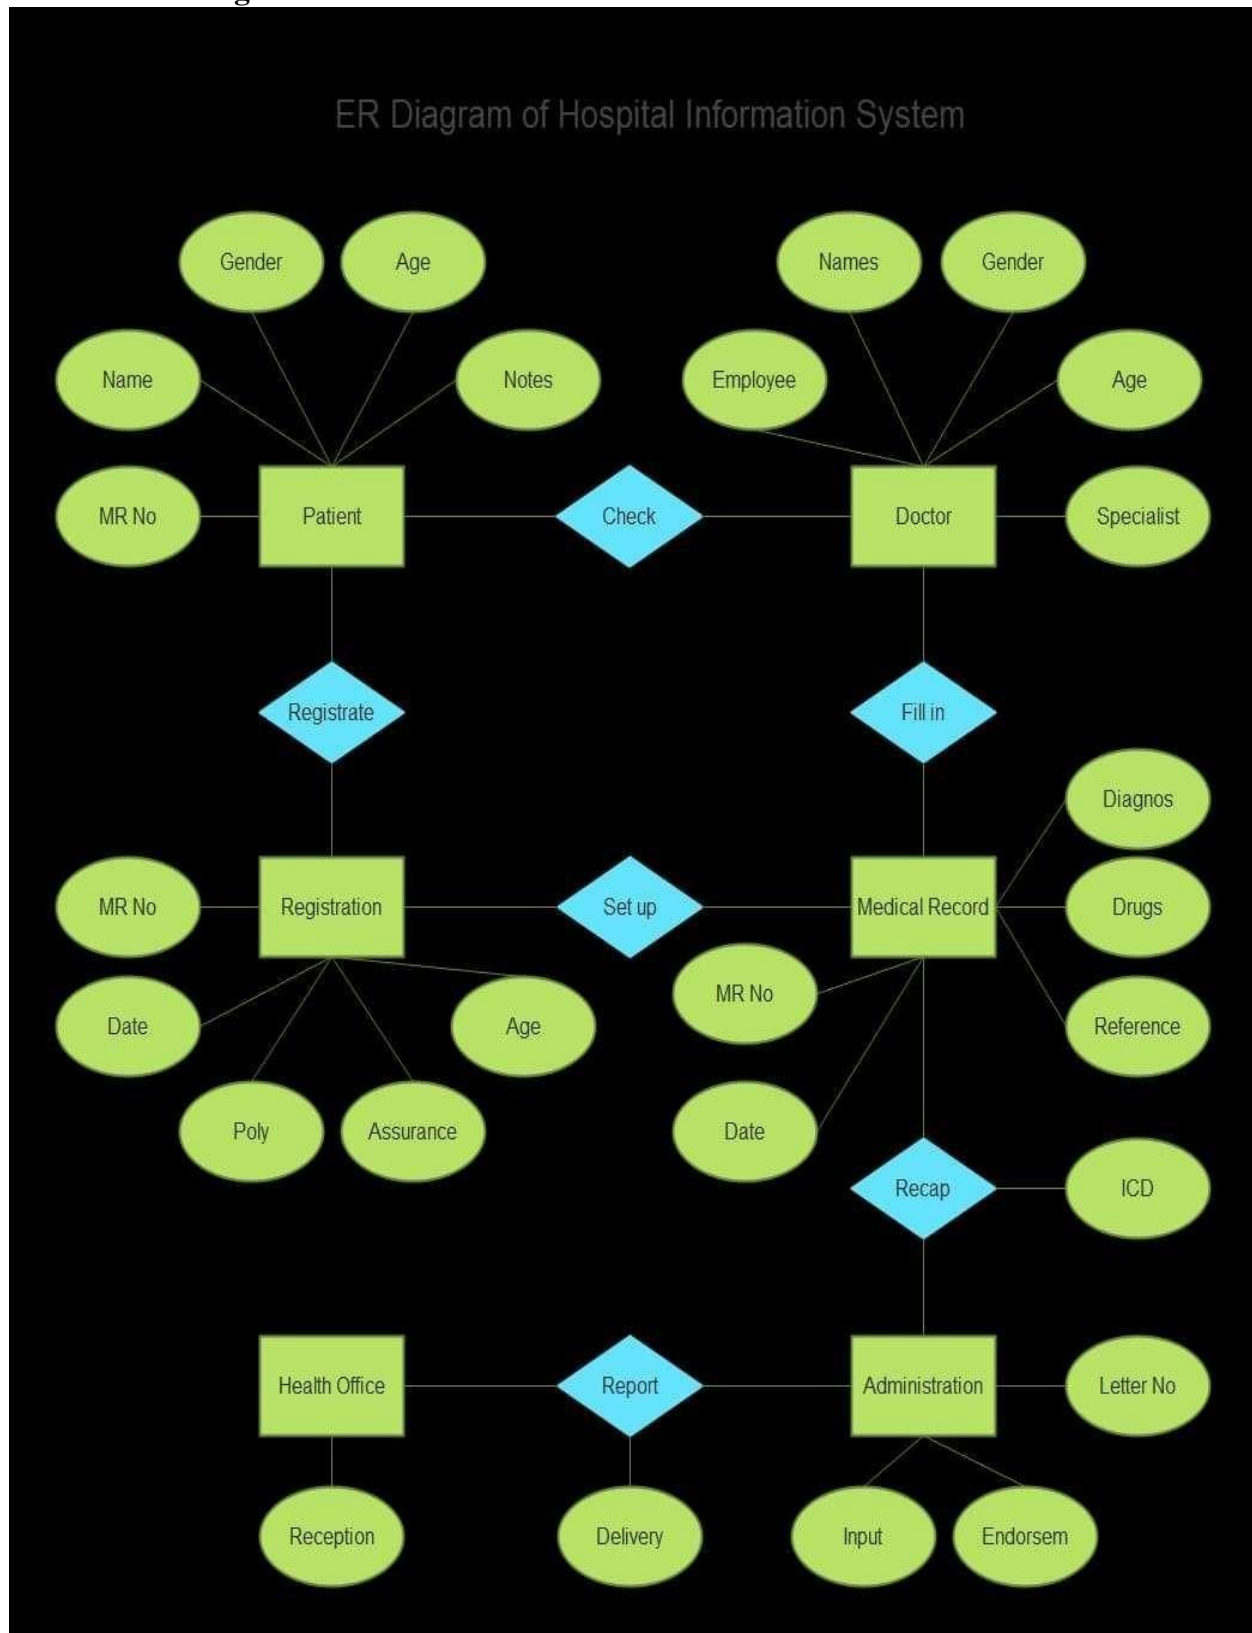 ER Diagram of Hospital Information System
Gender
Age
Names
Gender
Name
Notes
Employee
Age
MR No
Patient
Check
Doctor
Specialist
Registrate
Fill in
Diagnos
MR No
Registration
Set up
Medical Record
Drugs
MR No
Date
Age
Reference
Poly
Assurance
Date
Recap
ICD
Health Office
Report
Administration
Letter No
Reception
Delivery
Input
Endorsem